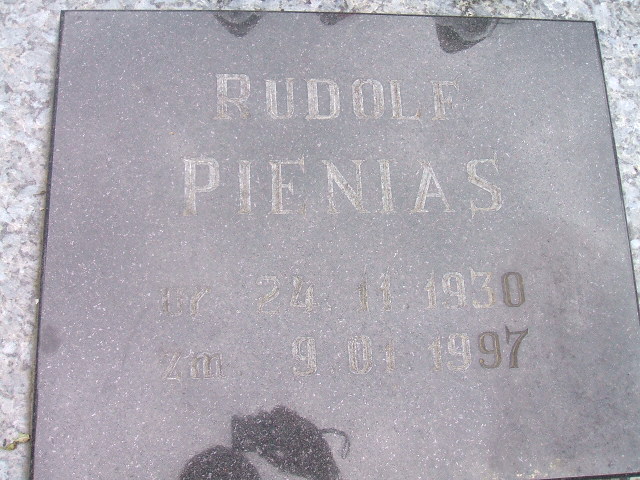 RUDOLF
PIENIAS
ur. 24.11.1930
zm. 9.01.1997